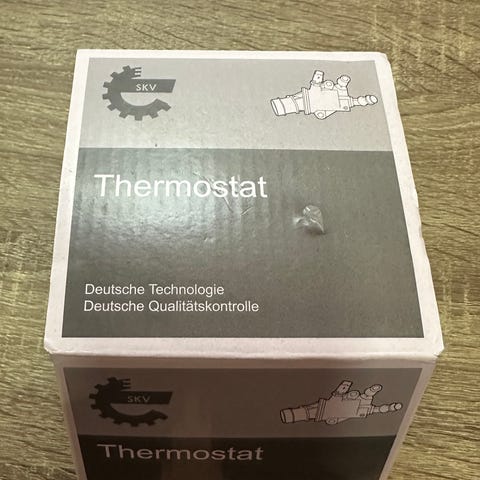 SKV
Thermostat
Deutsche Technologie
Deutsche Qualitätskontrolle
SKV
Thermostat